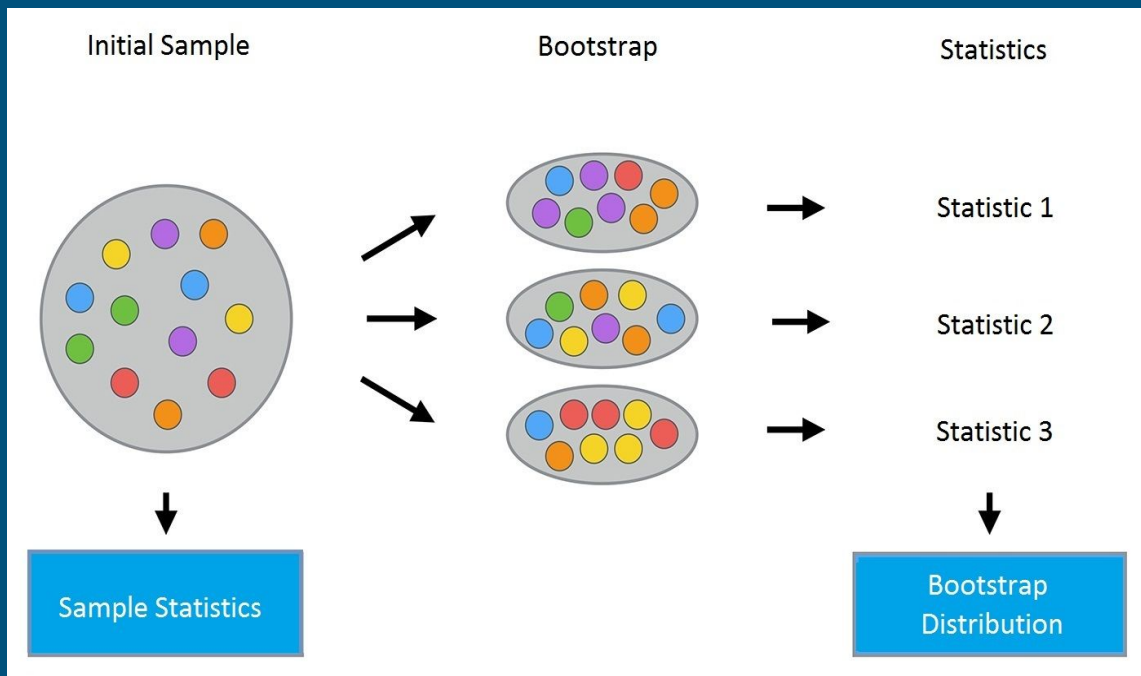 Initial Sample
Bootstrap
Statistics
Statistic 1
Statistic 2
Statistic 3
Sample Statistics
Bootstrap
Distribution